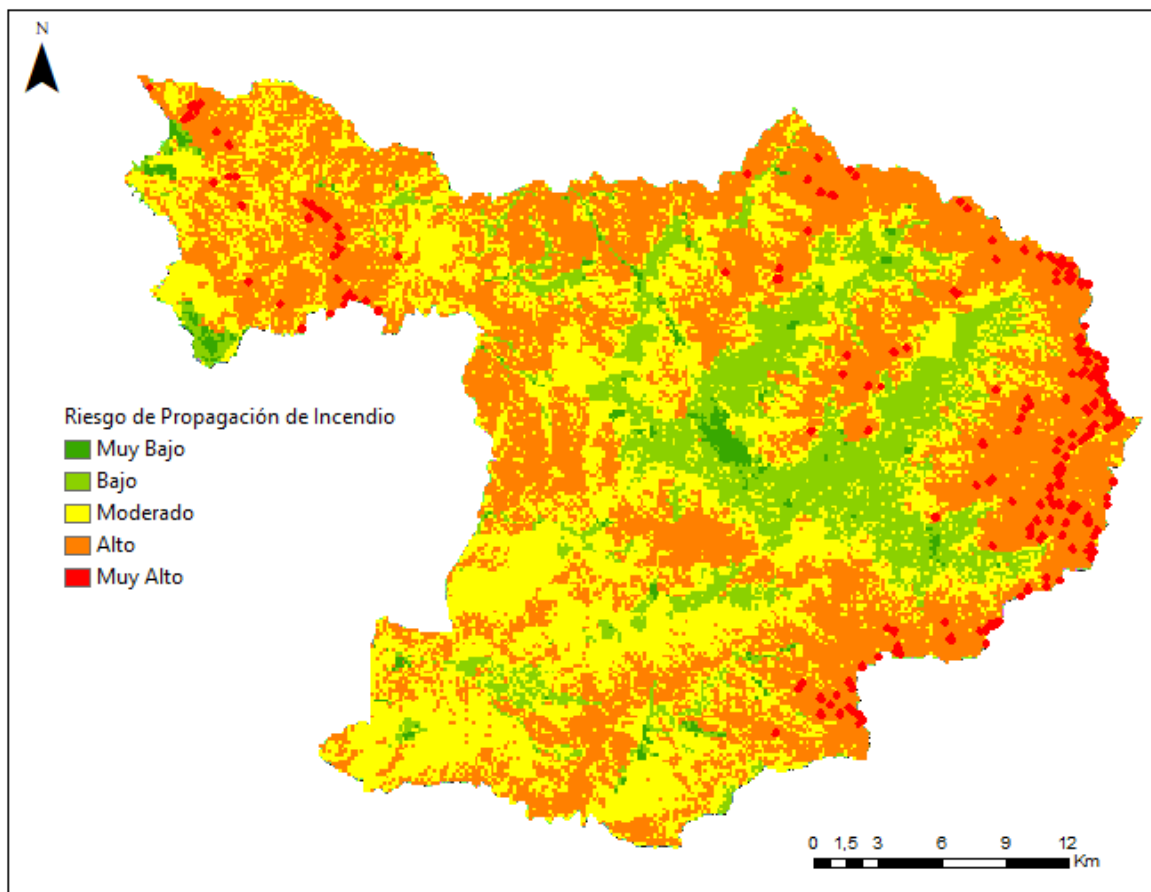 N
Riesgo de Propagación de Incendio
Muy Bajo
Bajo
Moderado
Alto
Muy Alto
0 1,5 3 6 9 12
Km